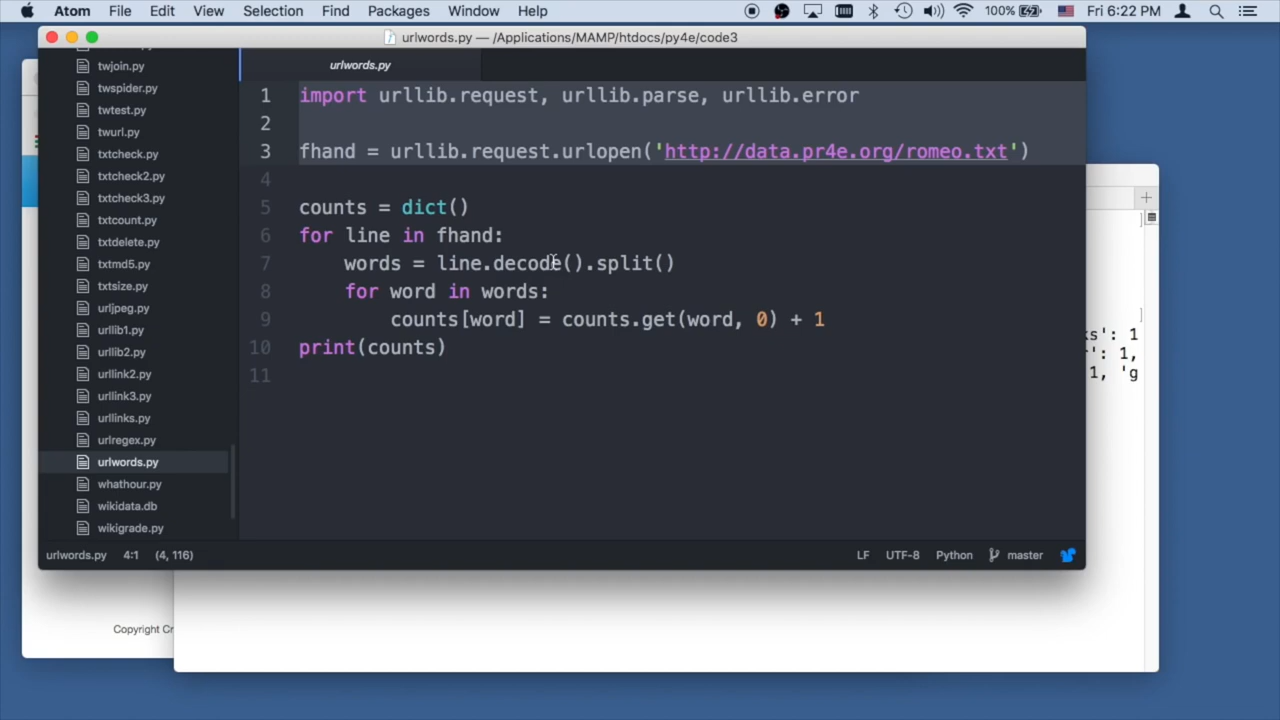 Atom File Edit View Selection Find Packages Window Help 100% Fri 6:22 PM
urlwords.py — /Applications/MAMP/htdocs/py4e/code3
twjoin.py
twspider.py
twtest.py
twurl.py
txtcheck.py
txtcheck2.py
txtcheck3.py
txtcount.py
txtdelete.py
txtmd5.py
txtsize.py
urljpeg.py
urllib1.py
urllib2.py
urllink2.py
urllink3.py
urllinks.py
urlregex.py
urlwords.py
whathour.py
wikidata.db
wikigrade.py
urlwords.py
1 import urllib.request, urllib.parse, urllib.error
2
3 fhand = urllib.request.urlopen('http://data.pr4e.org/romeo.txt')
4
5 counts = dict()
6 for line in fhand:
7 words = line.decode().split()
8 for word in words:
9 counts[word] = counts.get(word, 0) + 1
10 print(counts)
11
urlwords.py 4:1 (4, 116) LF UTF-8 Python master
ks': 1
': 1,
1, 'g
Copyright Cr